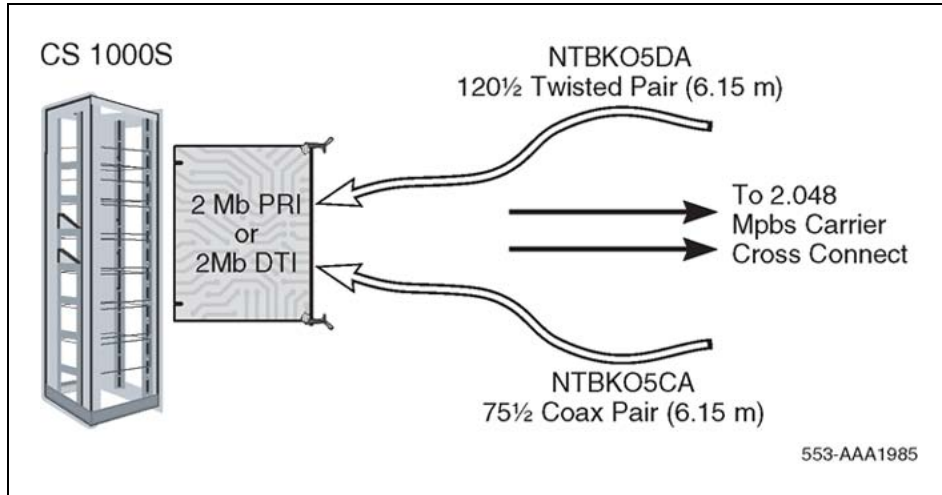 CS 1000S
NTBKO5DA
120½ Twisted Pair (6.15 m)
2 Mb PRI
or
2Mb DTI
To 2.048
Mpbs Carrier
Cross Connect
NTBKO5CA
75½ Coax Pair (6.15 m)
553-AAA1985